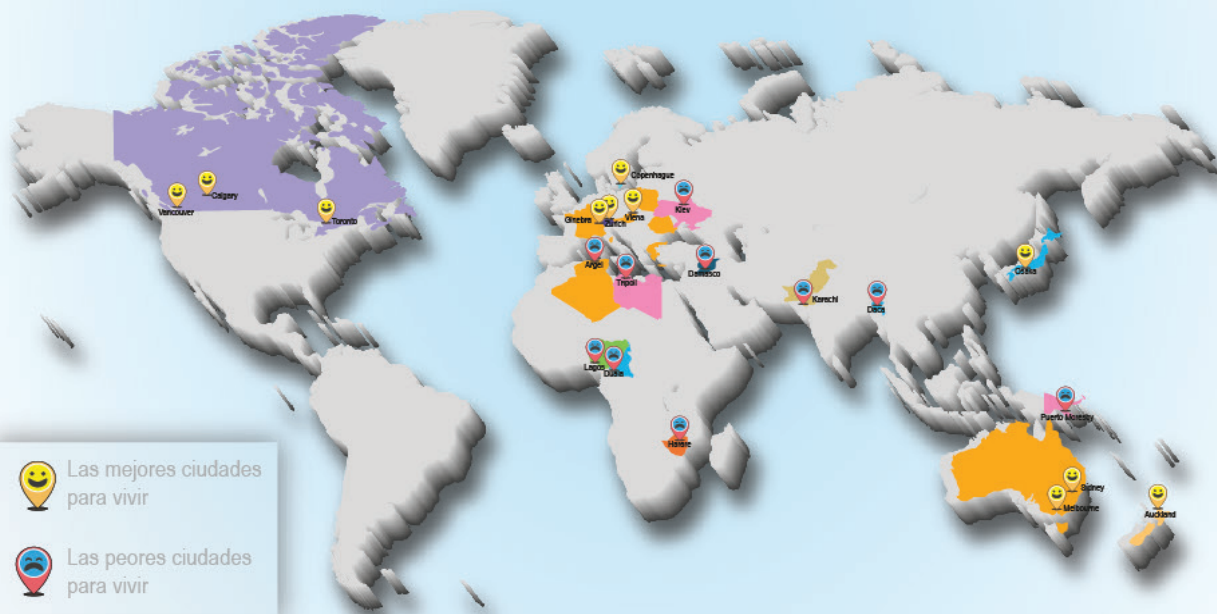 Copenhague
Calgary
Vancouver
Toronto
Ginebra
Zúrich
Viena
Kiev
Argel
Trípoli
Damasco
Karachi
Daca
Osaka
Lagos
Duala
Harare
Puerto Moresby
Sidney
Melbourne
Auckland
Las mejores ciudades
para vivir
Las peores ciudades
para vivir